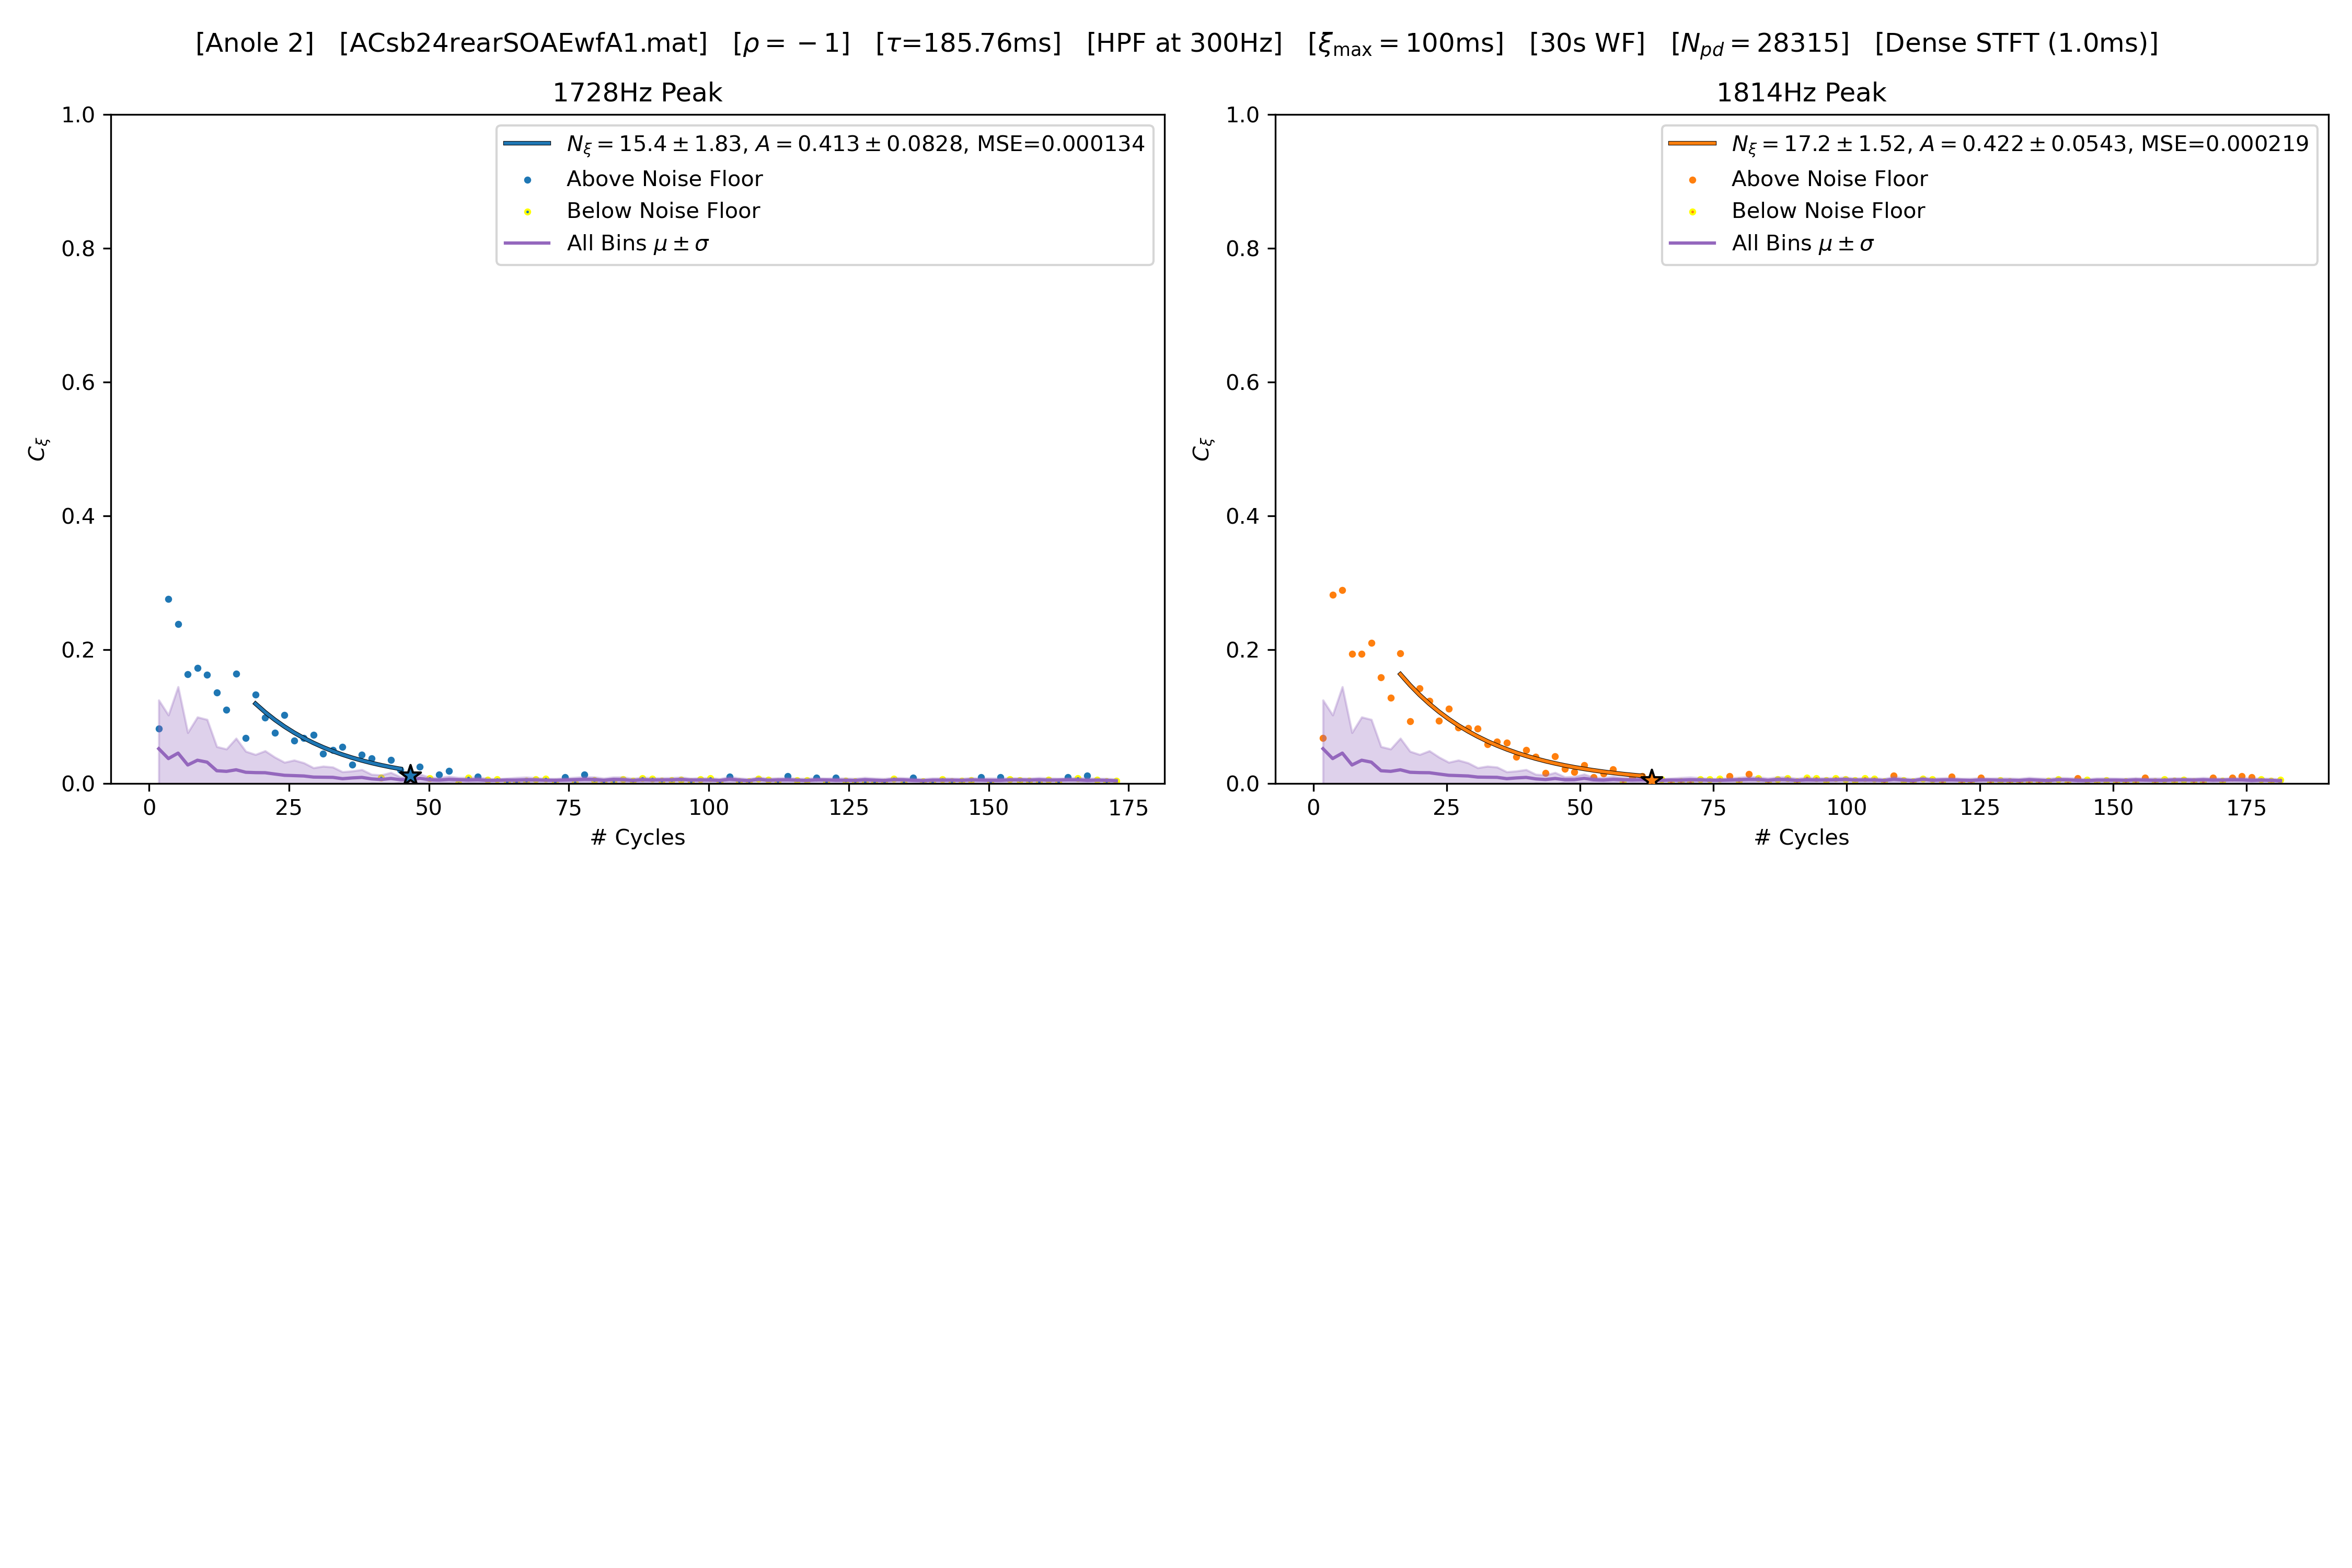 [Anole 2]   [ACsb24rearSOAEwfA1.mat]   [ρ = −1]   [τ=185.76ms]   [HPF at 300Hz]   [ξmax = 100ms]   [30s WF]   [Npd = 28315]   [Dense STFT (1.0ms)]
1728Hz Peak
Nξ = 15.4 ± 1.83, A = 0.413 ± 0.0828, MSE=0.000134
Above Noise Floor
Below Noise Floor
All Bins μ ± σ
1.0
0.8
0.6
0.4
0.2
0.0
Cξ
0 25 50 75 100 125 150 175
# Cycles
1814Hz Peak
Nξ = 17.2 ± 1.52, A = 0.422 ± 0.0543, MSE=0.000219
Above Noise Floor
Below Noise Floor
All Bins μ ± σ
1.0
0.8
0.6
0.4
0.2
0.0
Cξ
0 25 50 75 100 125 150 175
# Cycles